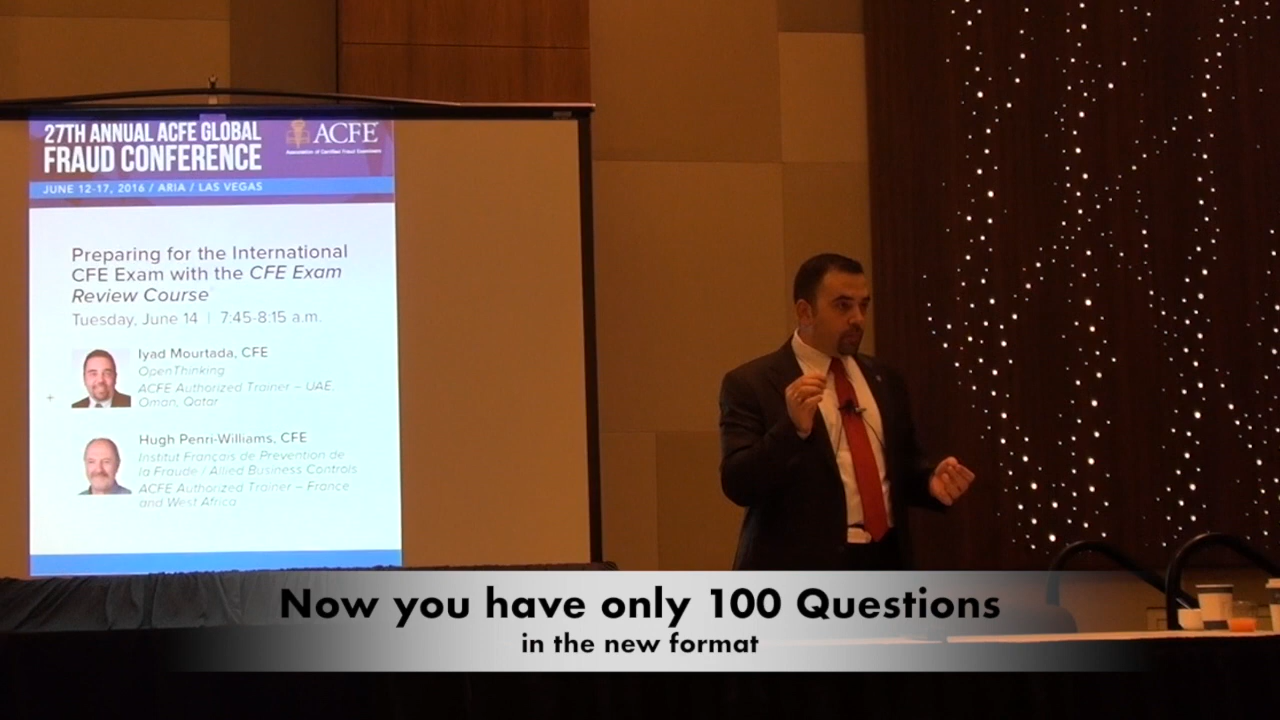 27TH ANNUAL ACFE GLOBAL
FRAUD CONFERENCE
ACFE
Association of Certified Fraud Examiners
JUNE 12-17, 2016 / ARIA / LAS VEGAS
Preparing for the International
CFE Exam with the CFE Exam
Review Course
Tuesday, June 14 | 7:45-8:15 a.m.
Iyad Mourtada, CFE
OpenThinking
ACFE Authorized Trainer – UAE,
Oman, Qatar
Hugh Penri-Williams, CFE
Institut Français de Prevention de
la Fraude / Allied Business Controls
ACFE Authorized Trainer – France
and West Africa
Now you have only 100 Questions
in the new format